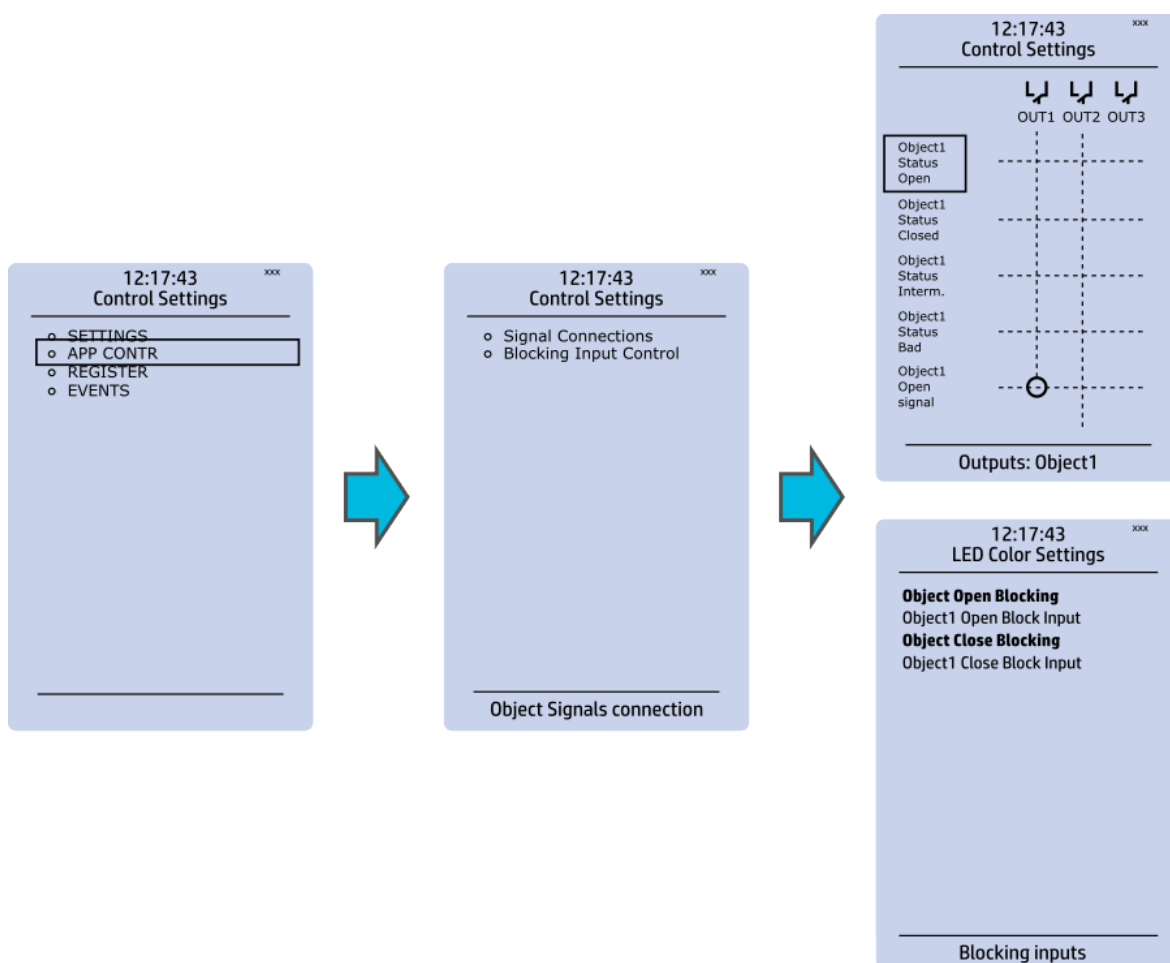 12:17:43 xxx
Control Settings
SETTINGS
APP CONTR
REGISTER
EVENTS
12:17:43 xxx
Control Settings
Signal Connections
Blocking Input Control
Object Signals connection
12:17:43 xxx
Control Settings
OUT1 OUT2 OUT3
Object1
Status
Open
Object1
Status
Closed
Object1
Status
Interm.
Object1
Status
Bad
Object1
Open
signal
Outputs: Object1
12:17:43 xxx
LED Color Settings
Object Open Blocking
Object1 Open Block Input
Object Close Blocking
Object1 Close Block Input
Blocking inputs